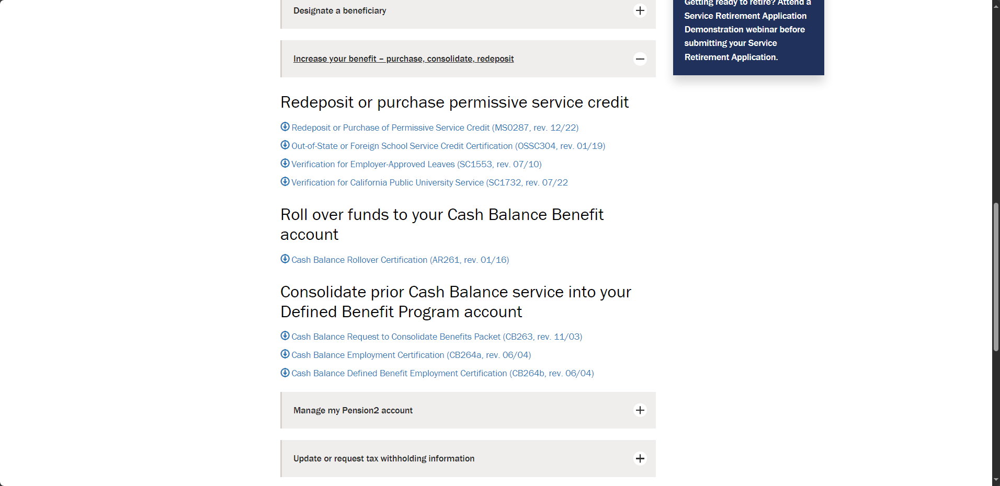 Designate a beneficiary
Getting ready to retire? Attend a
Service Retirement Application
Demonstration webinar before
submitting your Service
Retirement Application.
Increase your benefit – purchase, consolidate, redeposit
Redeposit or purchase permissive service credit
Redeposit or Purchase of Permissive Service Credit (MS0287, rev. 12/22)
Out-of-State or Foreign School Service Credit Certification (OSSC304, rev. 01/19)
Verification for Employer-Approved Leaves (SC1553, rev. 07/10)
Verification for California Public University Service (SC1732, rev. 07/22
Roll over funds to your Cash Balance Benefit
account
Cash Balance Rollover Certification (AR261, rev. 01/16)
Consolidate prior Cash Balance service into your
Defined Benefit Program account
Cash Balance Request to Consolidate Benefits Packet (CB263, rev. 11/03)
Cash Balance Employment Certification (CB264a, rev. 06/04)
Cash Balance Defined Benefit Employment Certification (CB264b, rev. 06/04)
Manage my Pension2 account
Update or request tax withholding information